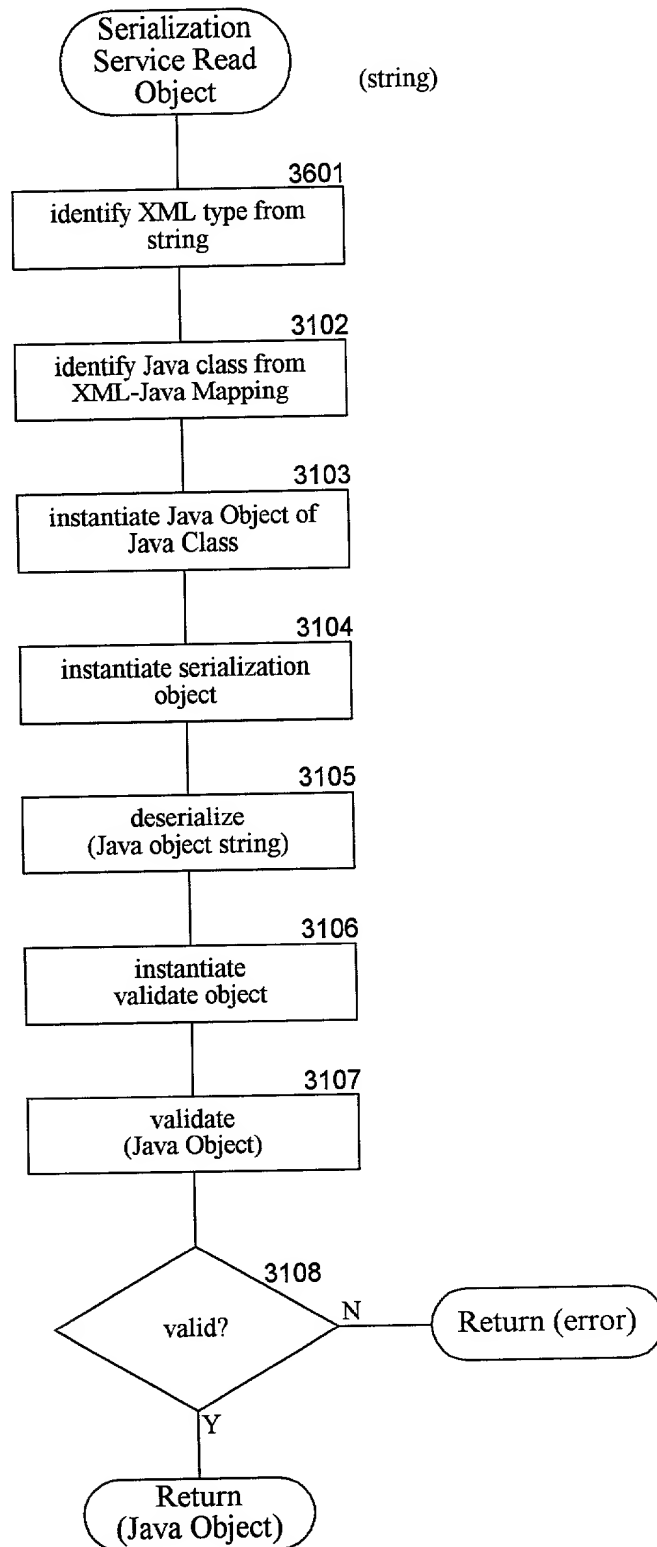 Serialization
Service Read
Object
(string)
3601
identify XML type from
string
3102
identify Java class from
XML-Java Mapping
3103
instantiate Java Object of
Java Class
3104
instantiate serialization
object
3105
deserialize
(Java object string)
3106
instantiate
validate object
3107
validate
(Java Object)
3108
valid?
N
Return (error)
Y
Return
(Java Object)